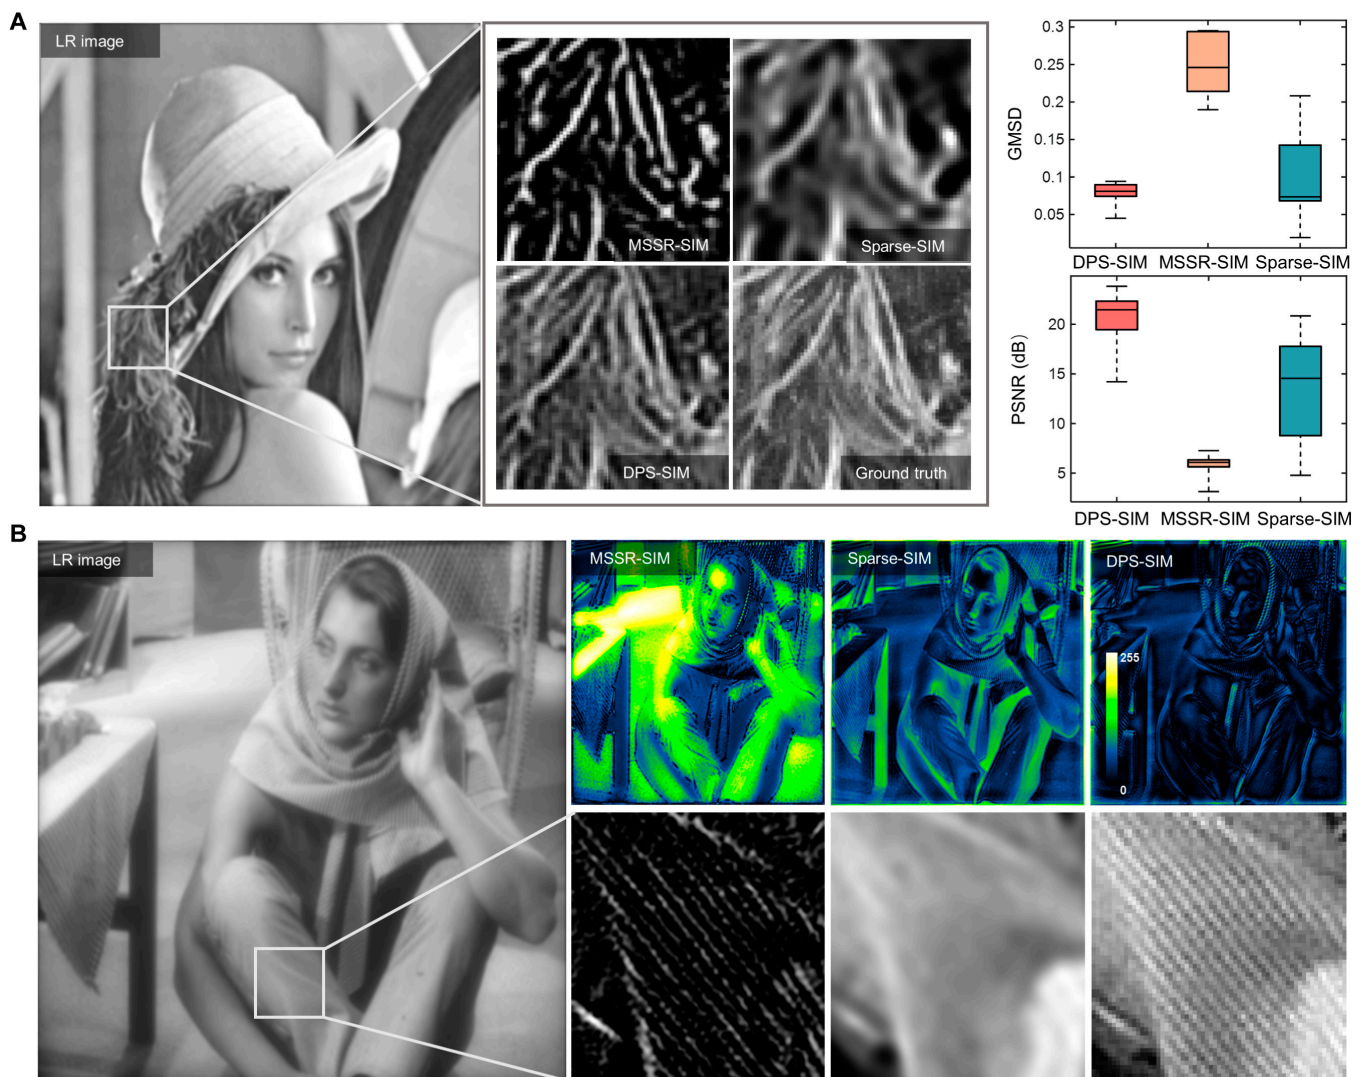 A
LR image
MSSR-SIM
Sparse-SIM
DPS-SIM
Ground truth
0.3
0.25
0.2
0.15
0.1
0.05
GMSD
DPS-SIM MSSR-SIM Sparse-SIM
20
15
10
5
PSNR (dB)
DPS-SIM MSSR-SIM Sparse-SIM
B
LR image
MSSR-SIM
Sparse-SIM
DPS-SIM
255
0